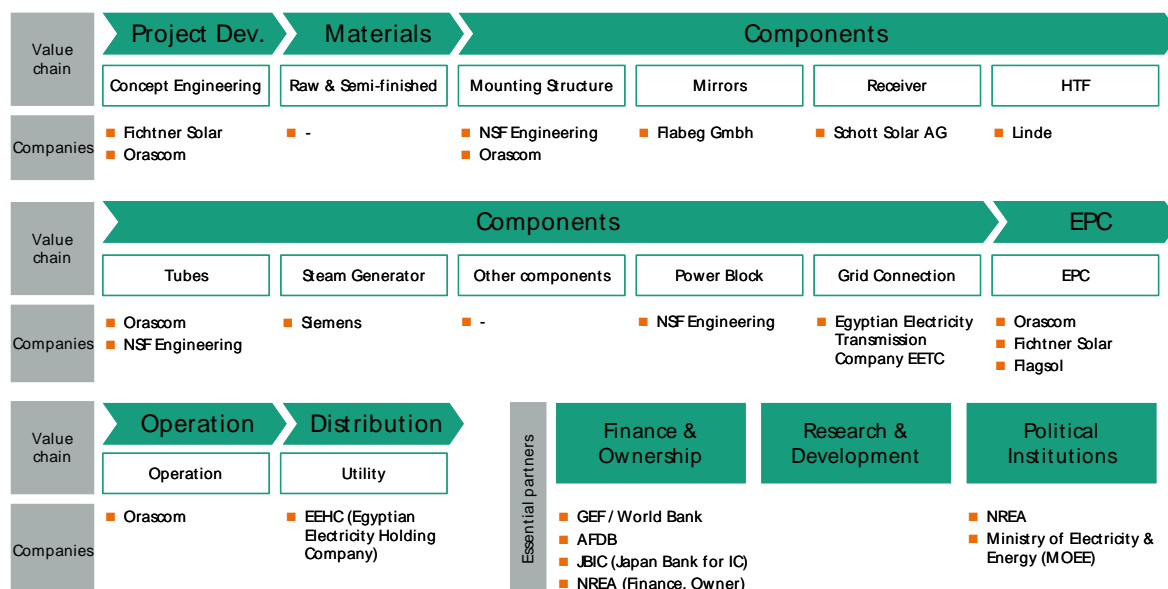 Value
chain
Project Dev.
Materials
Components
Concept Engineering
Raw & Semi-finished
Mounting Structure
Mirrors
Receiver
HTF
Companies
Fichtner Solar
Orascom
-
NSF Engineering
Orascom
Flabeg Gmbh
Schott Solar AG
Linde
Value
chain
Components
EPC
Tubes
Steam Generator
Other components
Power Block
Grid Connection
EPC
Companies
Orascom
NSF Engineering
Siemens
-
NSF Engineering
Egyptian Electricity
Transmission
Company EETC
Orascom
Fichtner Solar
Flagsol
Value
chain
Operation
Distribution
Operation
Utility
Companies
Orascom
EEHC (Egyptian
Electricity Holding
Company)
Essential partners
Finance &
Ownership
Research &
Development
Political
Institutions
GEF / World Bank
AFDB
JBIC (Japan Bank for IC)
NREA (Finance, Owner)
NREA
Ministry of Electricity &
Energy (MOEE)